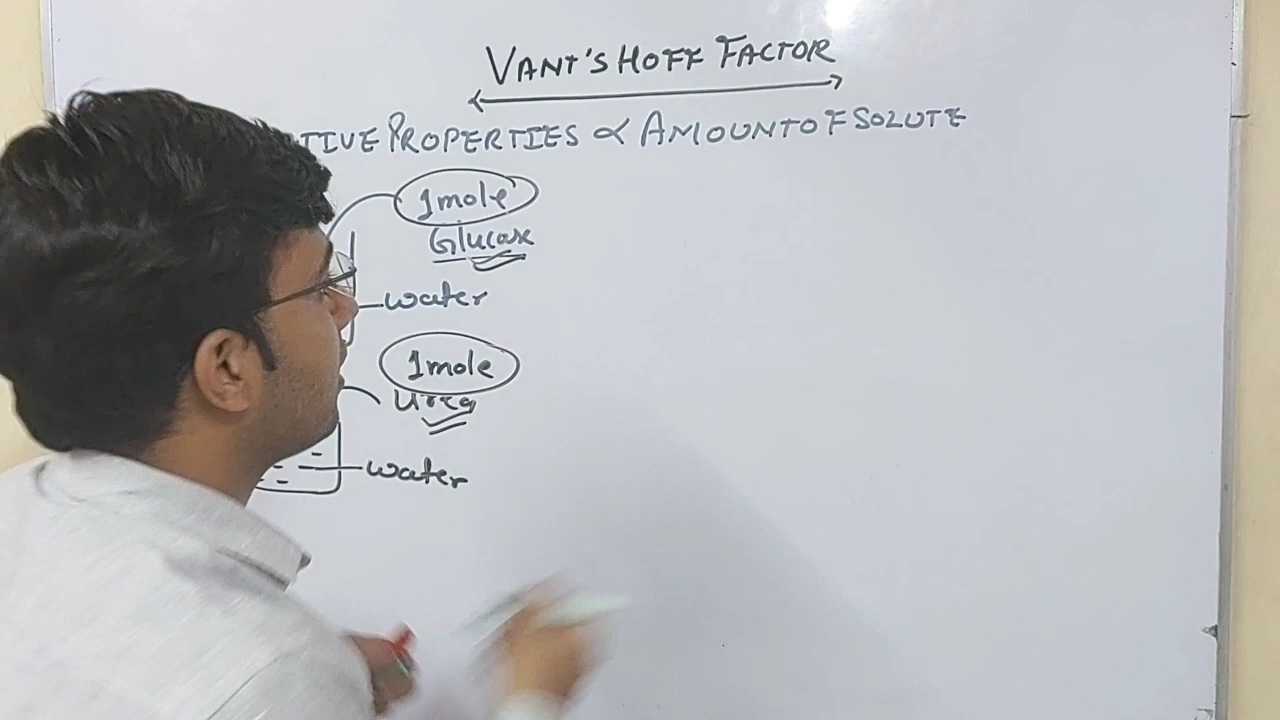 VANT'S HOFF FACTOR
TIVE PROPERTIES ∝ AMOUNT OF SOLUTE
1mole
Glucose
water
1mole
Urea
water